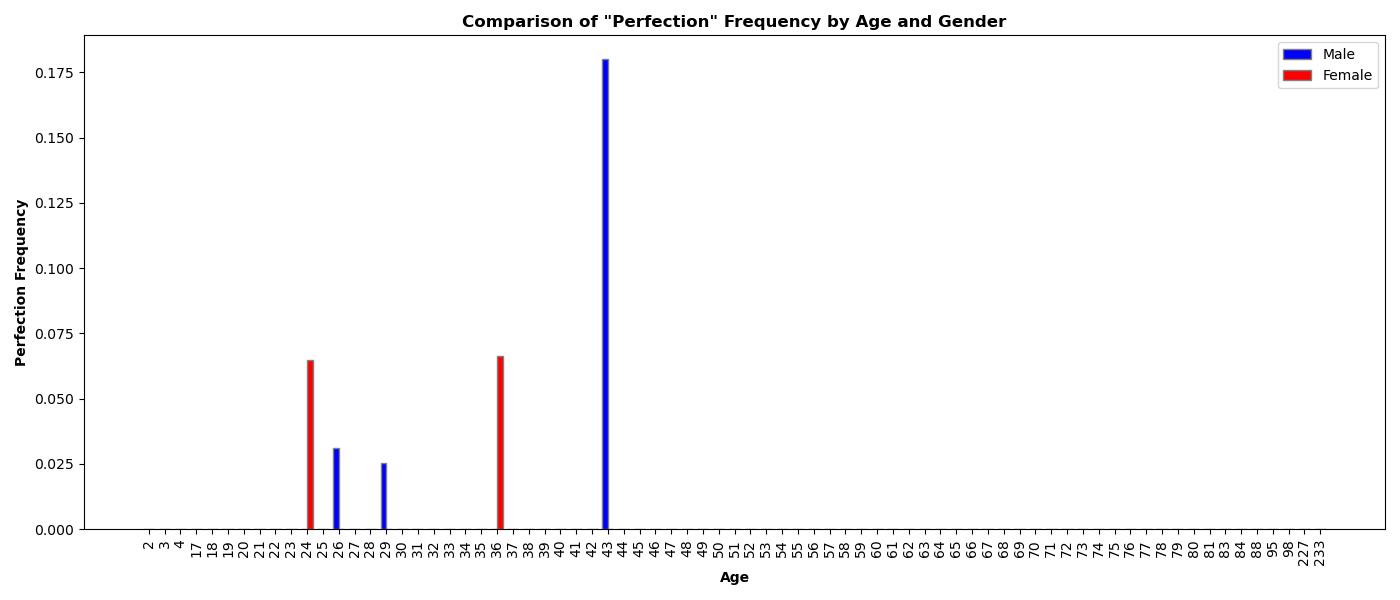 Comparison of "Perfection" Frequency by Age and Gender
Male
Female
Perfection Frequency
0.175
0.150
0.125
0.100
0.075
0.050
0.025
0.000
2 3 4 17 18 19 20 21 22 23 24 25 26 27 28 29 30 31 32 33 34 35 36 37 38 39 40 41 42 43 44 45 46 47 48 49 50 51 52 53 54 55 56 57 58 59 60 61 62 63 64 65 66 67 68 69 70 71 72 73 74 75 76 77 78 79 80 81 83 84 88 95 98 227 233
Age